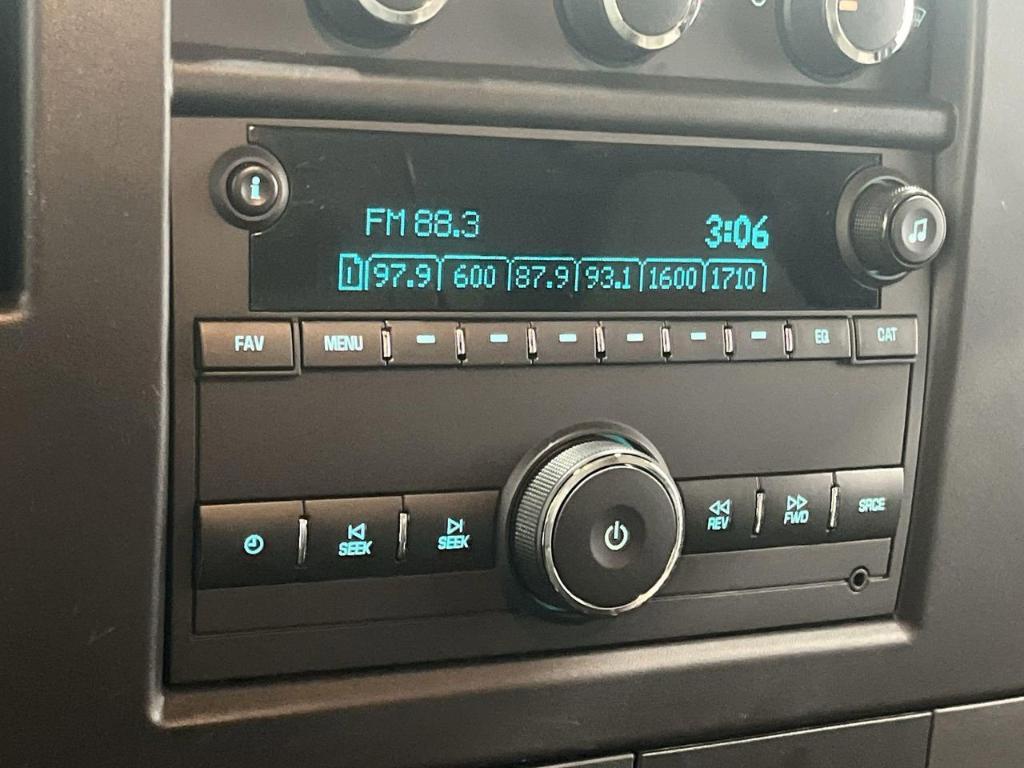 i
FM 88.3 3:06
1 97.9 600 87.9 93.1 1600 1710
FAV MENU EQ CAT
SEEK SEEK REV FWD SRCE